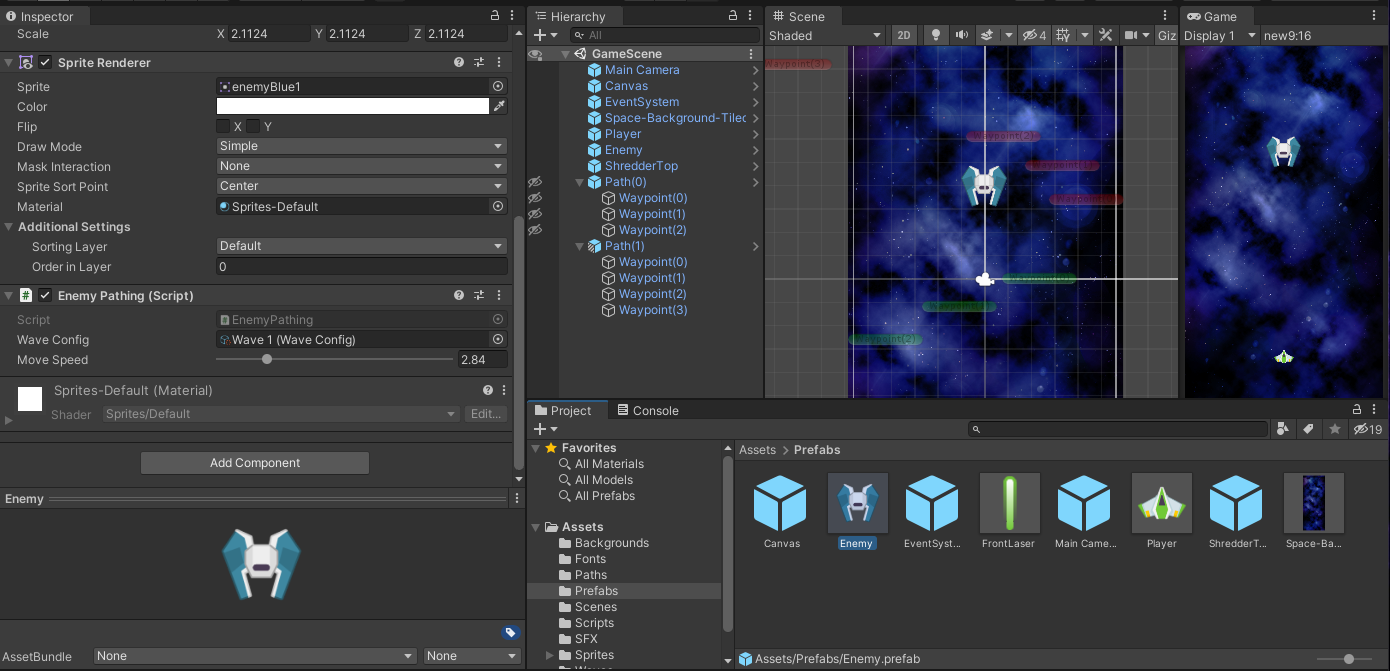 Inspector
Scale X 2.1124 Y 2.1124 Z 2.1124
Sprite Renderer
Sprite enemyBlue1
Color
Flip X Y
Draw Mode Simple
Mask Interaction None
Sprite Sort Point Center
Material Sprites-Default
Additional Settings
Sorting Layer Default
Order in Layer 0
Enemy Pathing (Script)
Script EnemyPathing
Wave Config Wave 1 (Wave Config)
Move Speed 2.84
Sprites-Default (Material)
Shader Sprites/Default Edit...
Add Component
Enemy
AssetBundle None None
Hierarchy
All
GameScene
Main Camera
Canvas
EventSystem
Space-Background-Tiled
Player
Enemy
ShredderTop
Path(0)
Waypoint(0)
Waypoint(1)
Waypoint(2)
Path(1)
Waypoint(0)
Waypoint(1)
Waypoint(2)
Waypoint(3)
Scene
Shaded 2D 4 Giz
Waypoint(3)
Waypoint(2)
Waypoint(2)
Game
Display 1 new9:16
Project Console
19
Favorites
All Materials
All Models
All Prefabs
Assets
Backgrounds
Fonts
Paths
Prefabs
Scenes
Scripts
SFX
Sprites
Assets > Prefabs
Canvas Enemy EventSyst... FrontLaser Main Came... Player ShredderT... Space-Ba...
Assets/Prefabs/Enemy.prefab